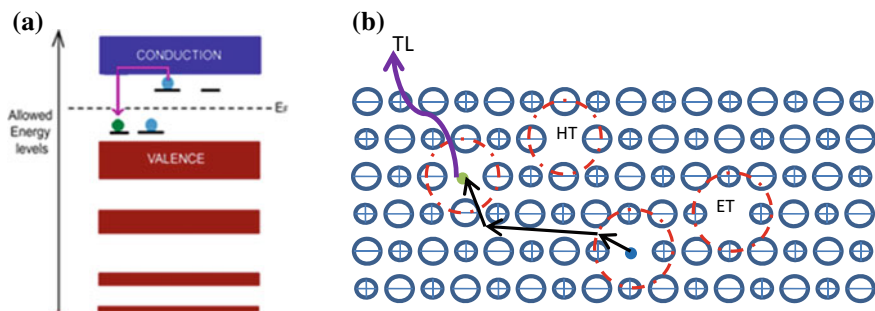 (a)
CONDUCTION
EF
Allowed
Energy
levels
VALENCE
(b)
TL
HT
ET